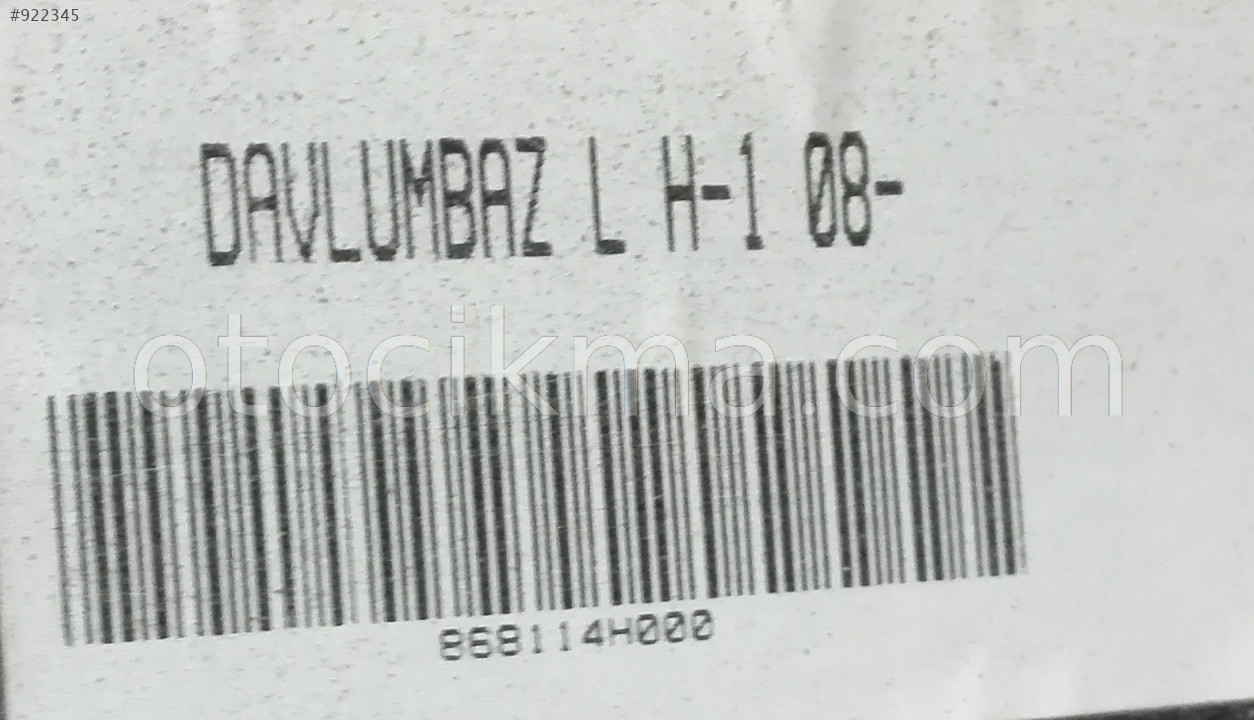 #922345
DAVLUMBAZ L H-1 08-
otocikma.com
868114H000